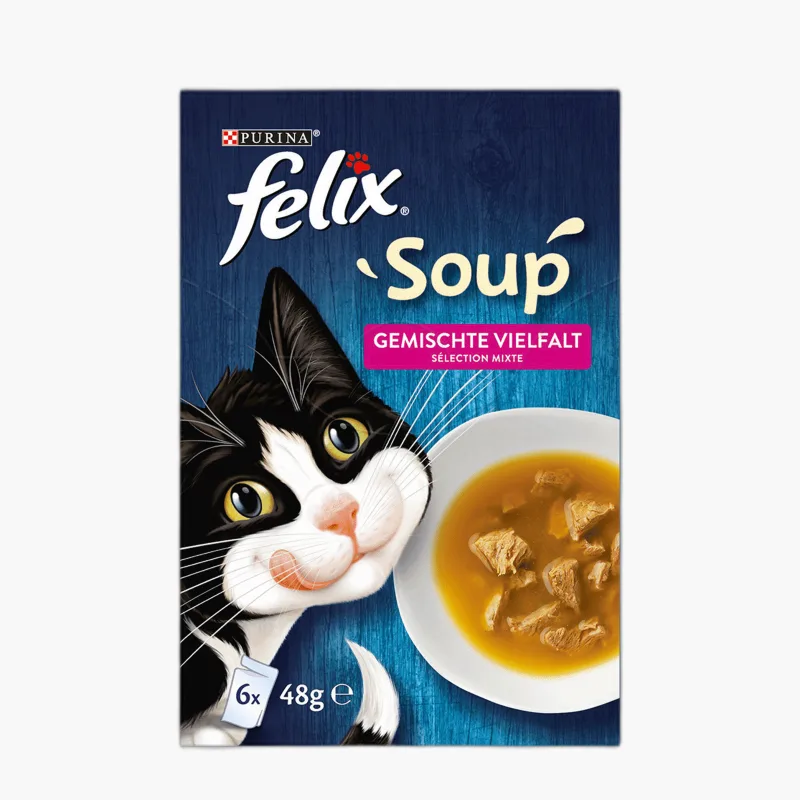 PURINA®
felix®
Soup
GEMISCHTE VIELFALT
SÉLECTION MIXTE
6x 48g ℮